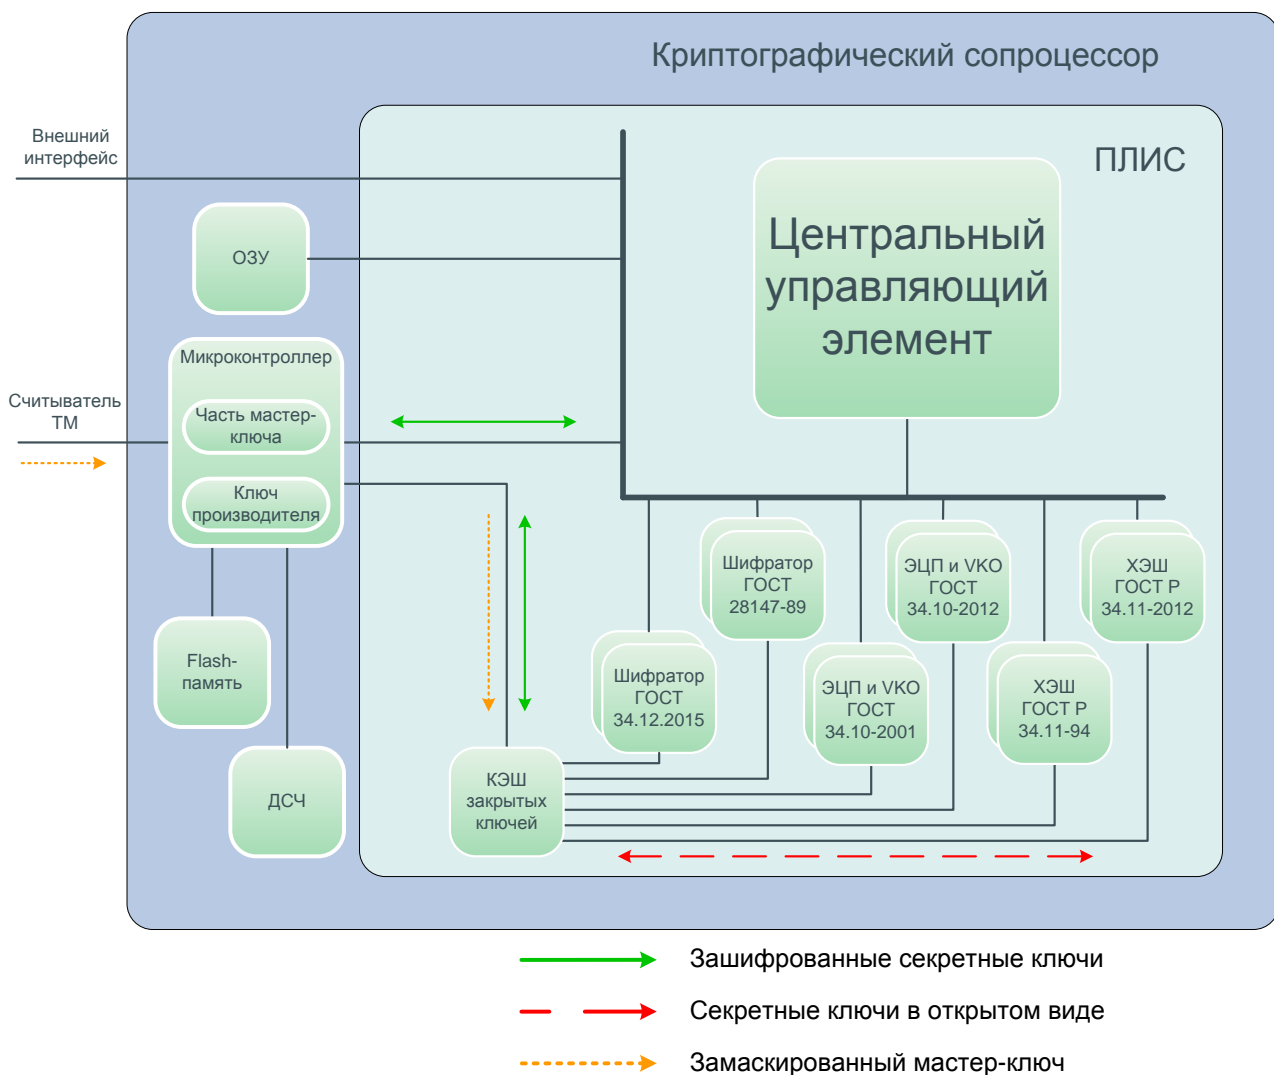 Криптографический сопроцессор
ПЛИС
Внешний
интерфейс
Центральный
управляющий
элемент
ОЗУ
Микроконтроллер
Считыватель
ТМ
Часть мастер-
ключа
Ключ
производителя
Шифратор
ГОСТ
28147-89
ЭЦП и VKO
ГОСТ
34.10-2012
ХЭШ
ГОСТ Р
34.11-2012
Flash-
память
Шифратор
ГОСТ
34.12.2015
ЭЦП и VKO
ГОСТ
34.10-2001
ХЭШ
ГОСТ Р
34.11-94
ДСЧ
КЭШ
закрытых
ключей
Зашифрованные секретные ключи
Секретные ключи в открытом виде
Замаскированный мастер-ключ